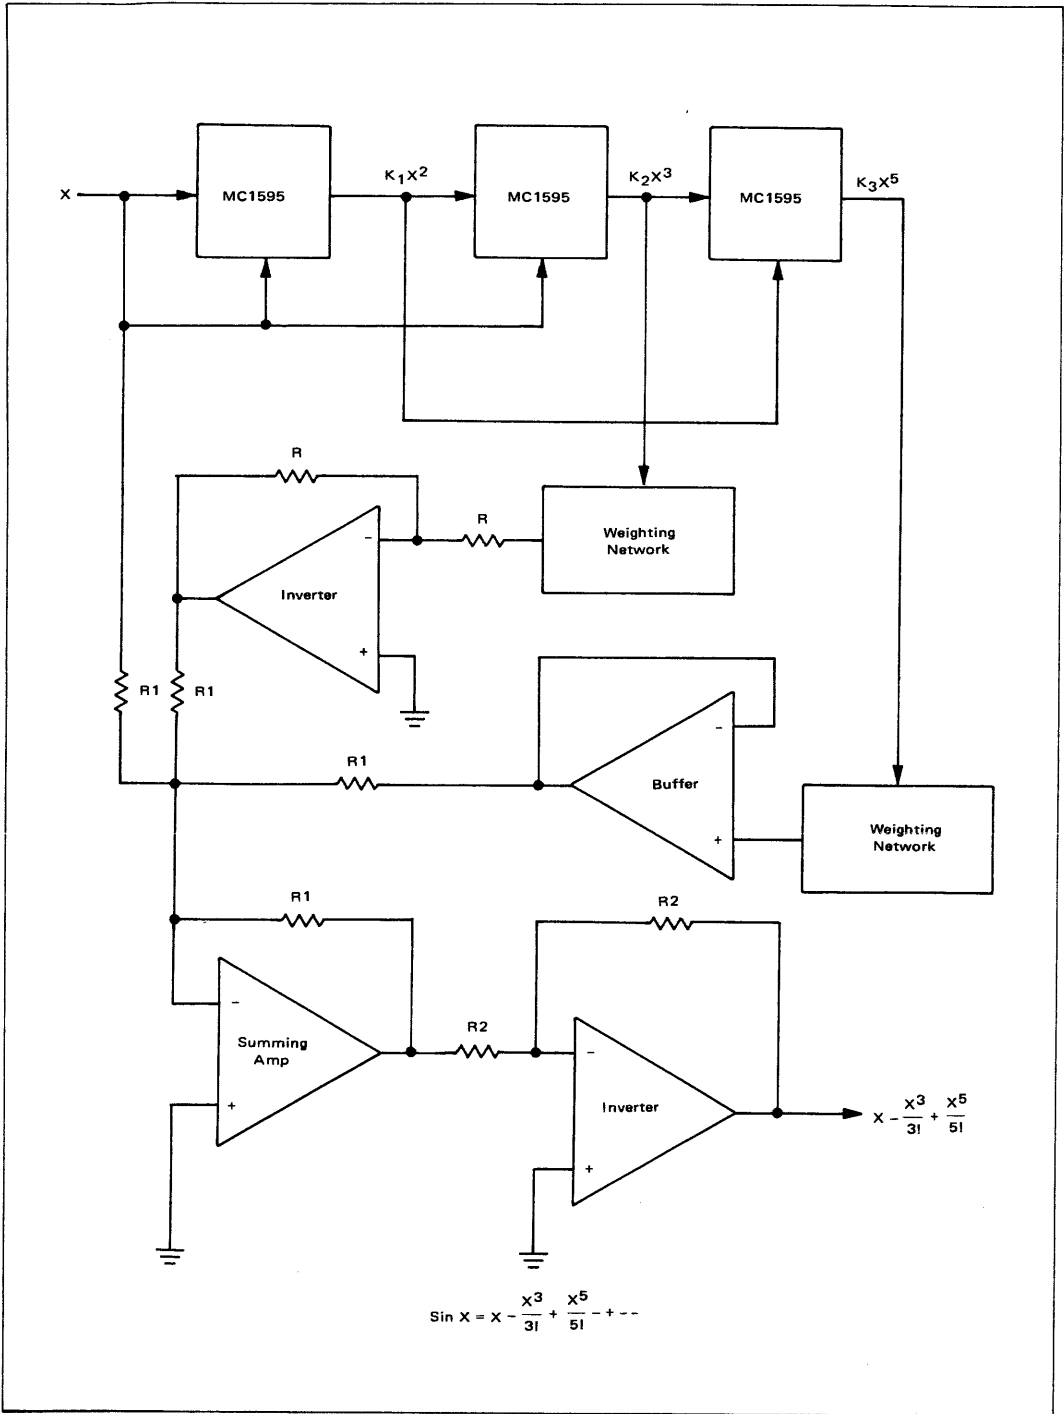 X
MC1595
K₁X²
MC1595
K₂X³
MC1595
K₃X⁵
R
R
Weighting
Network
-
Inverter
+
R1
R1
R1
-
Buffer
+
Weighting
Network
R1
R2
-
Summing
Amp
+
R2
-
Inverter
+
X - X³/3! + X⁵/5!
Sin X = X - X³/3! + X⁵/5! - + - -